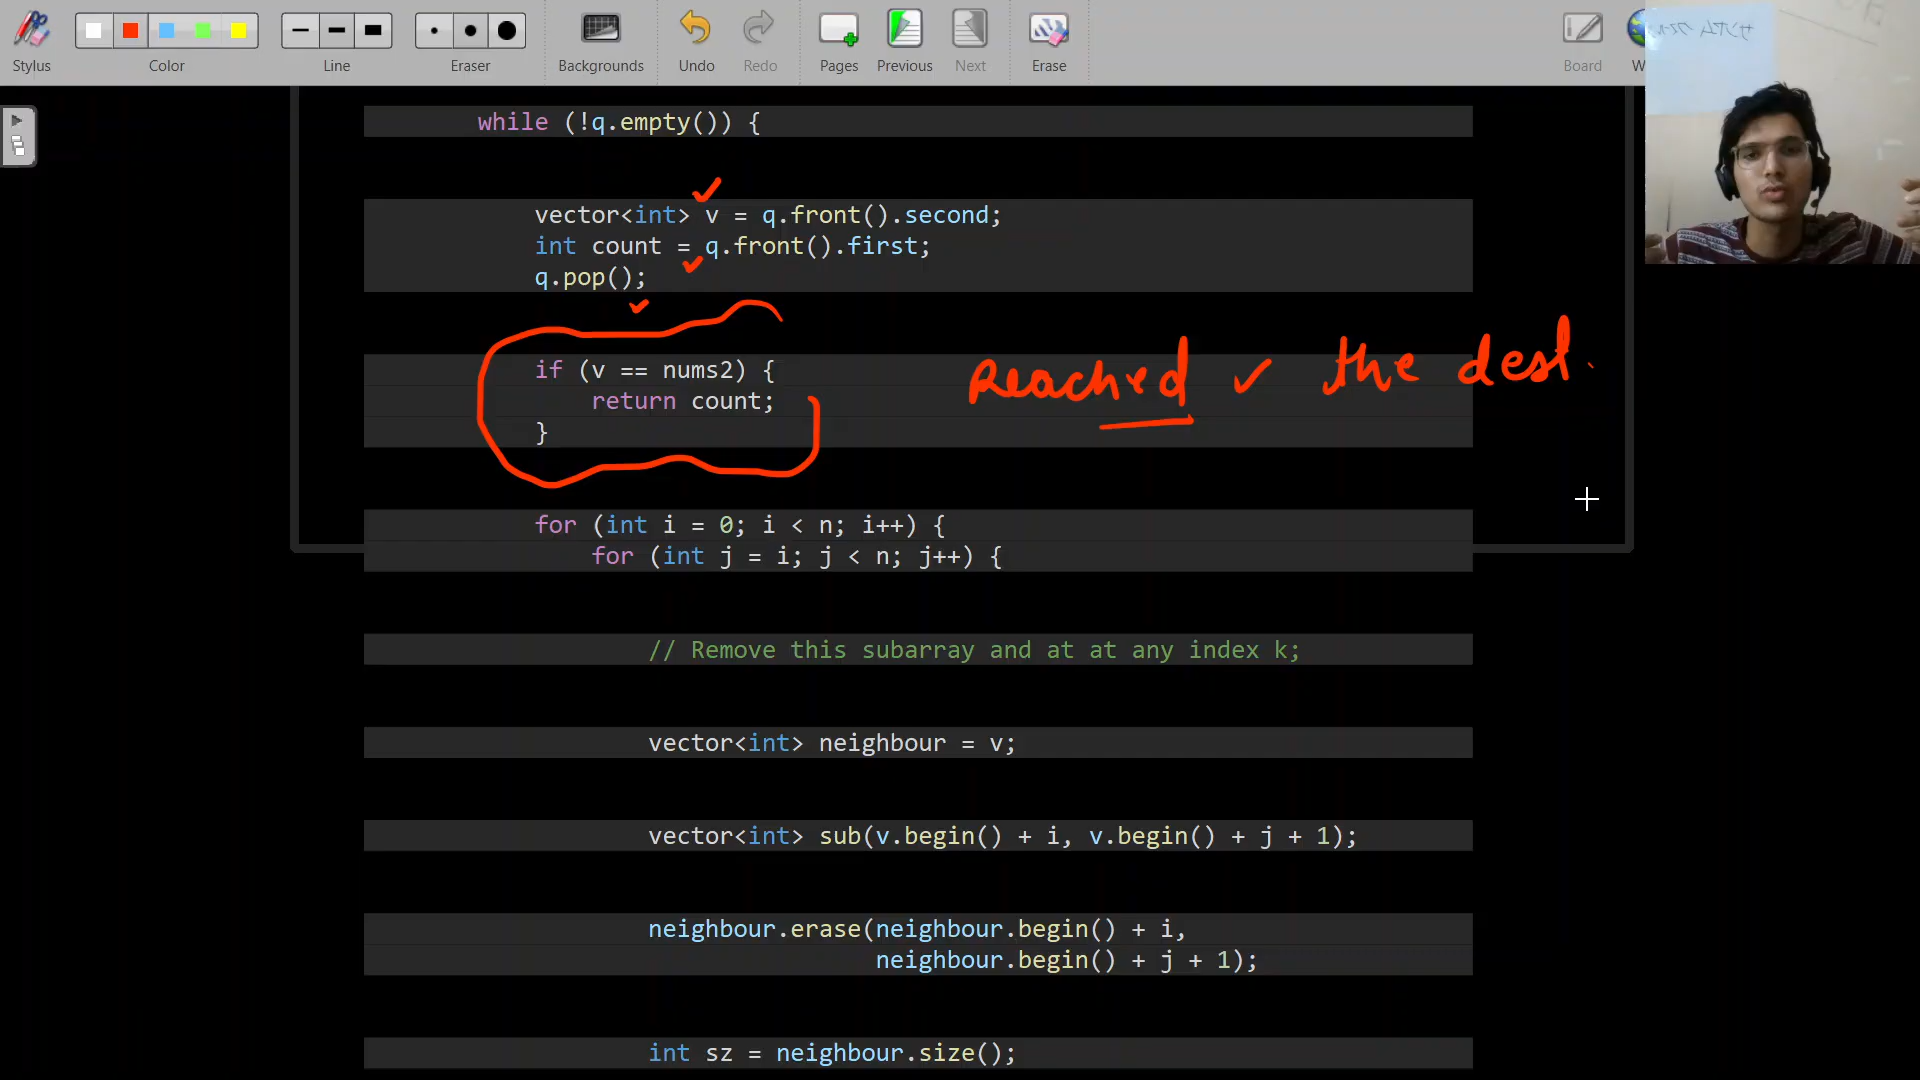 Stylus
Color
Line
Eraser
Backgrounds
Undo
Redo
Pages
Previous
Next
Erase
Board
while (!q.empty()) {
vector<int> v = q.front().second;
int count = q.front().first;
q.pop();
if (v == nums2) {
return count;
}
Reached ✓ the dest.
for (int i = 0; i < n; i++) {
for (int j = i; j < n; j++) {
// Remove this subarray and at at any index k;
vector<int> neighbour = v;
vector<int> sub(v.begin() + i, v.begin() + j + 1);
neighbour.erase(neighbour.begin() + i,
neighbour.begin() + j + 1);
int sz = neighbour.size();